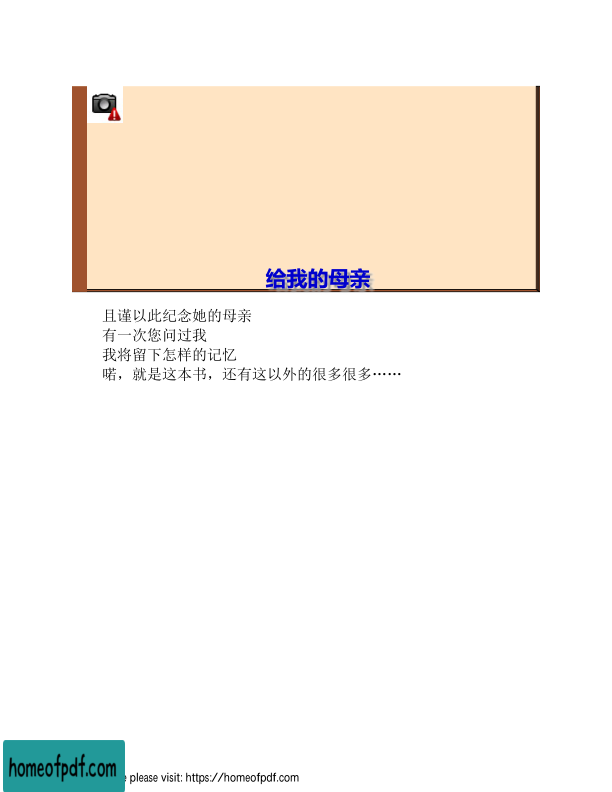 给我的母亲
且谨以此纪念她的母亲
有一次您问过我
我将留下怎样的记忆
喏，就是这本书，还有这以外的很多很多……
homeofpdf.com
please visit: https://homeofpdf.com